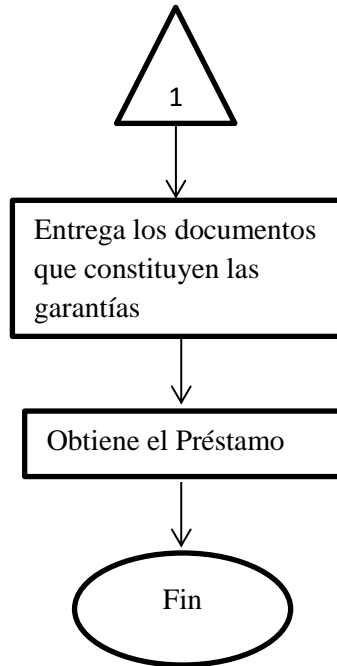 1
Entrega los documentos
que constituyen las
garantías
Obtiene el Préstamo
Fin